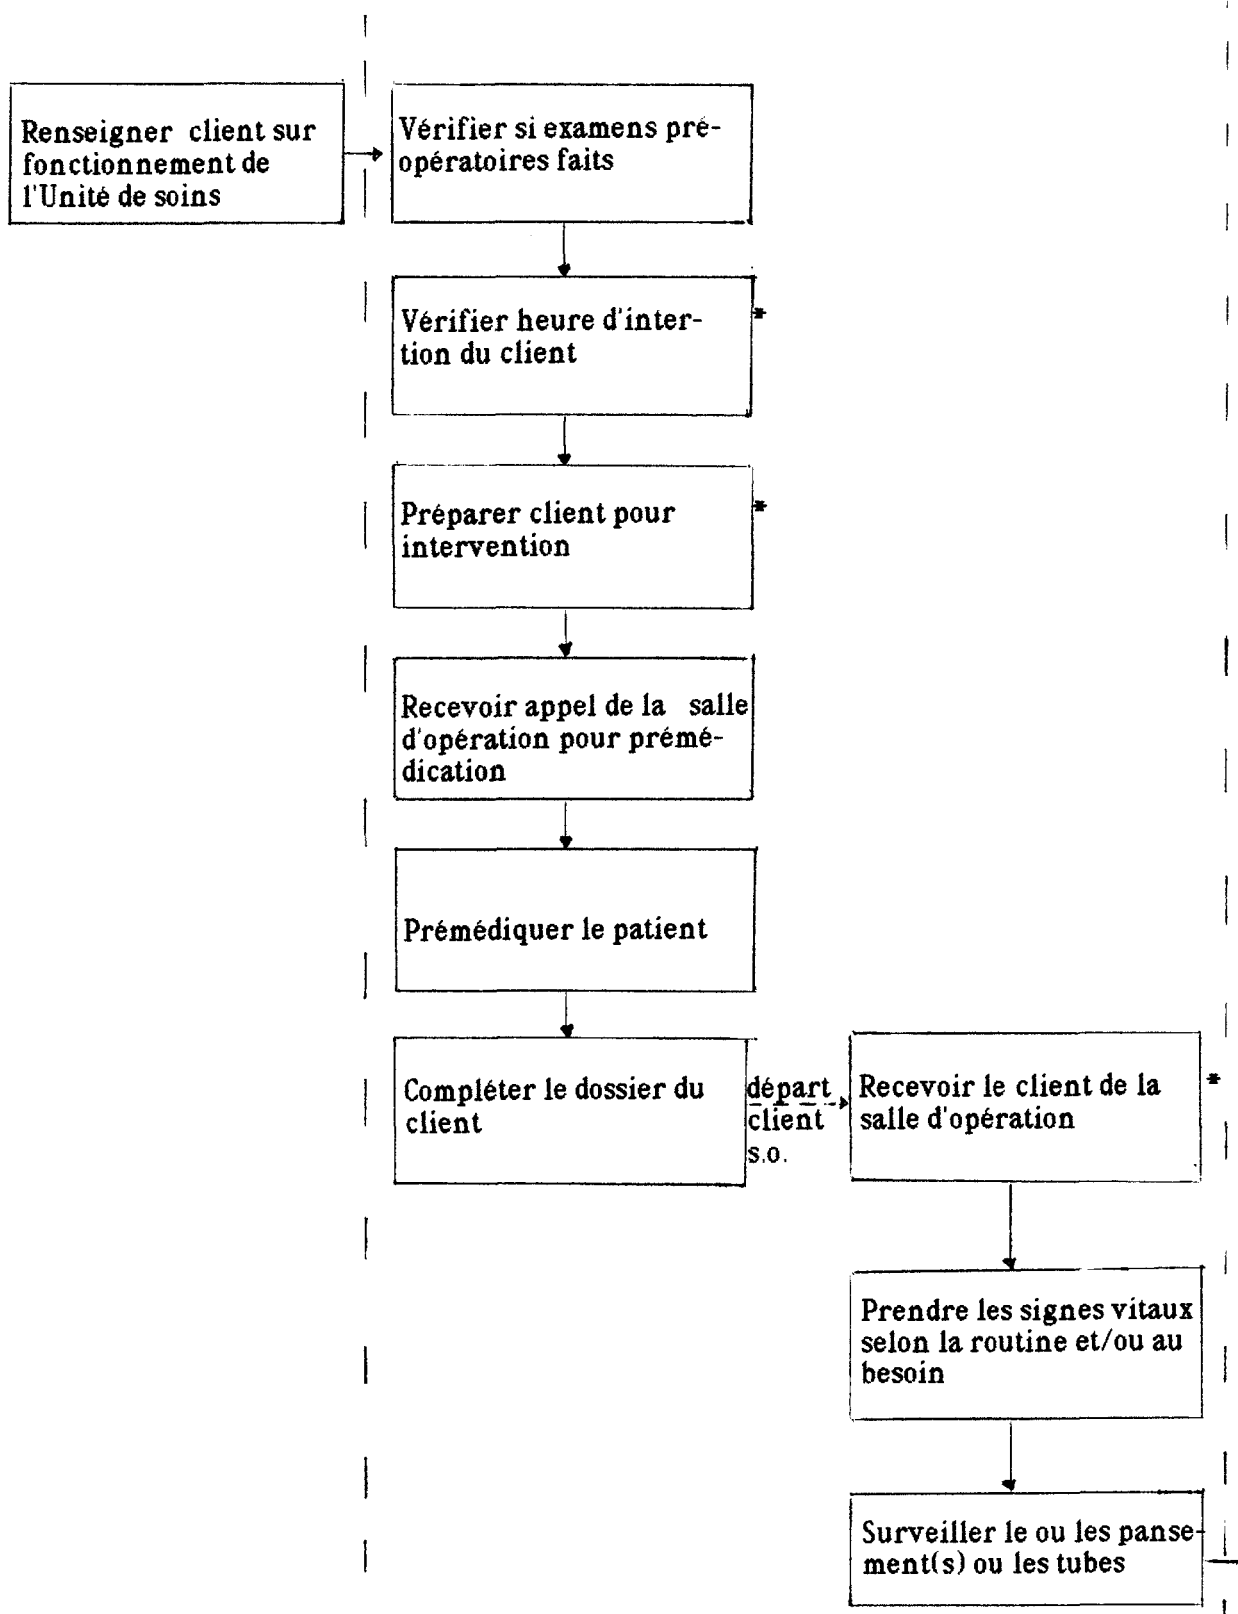 Renseigner client sur
fonctionnement de
l'Unité de soins
Vérifier si examens pré-
opératoires faits
Vérifier heure d'inter-
tion du client
*
Préparer client pour
intervention
*
Recevoir appel de la salle
d'opération pour prémé-
dication
Prémédiquer le patient
Compléter le dossier du
client
départ
client
s.o.
Recevoir le client de la
salle d'opération
*
Prendre les signes vitaux
selon la routine et/ou au
besoin
Surveiller le ou les panse-
ment(s) ou les tubes